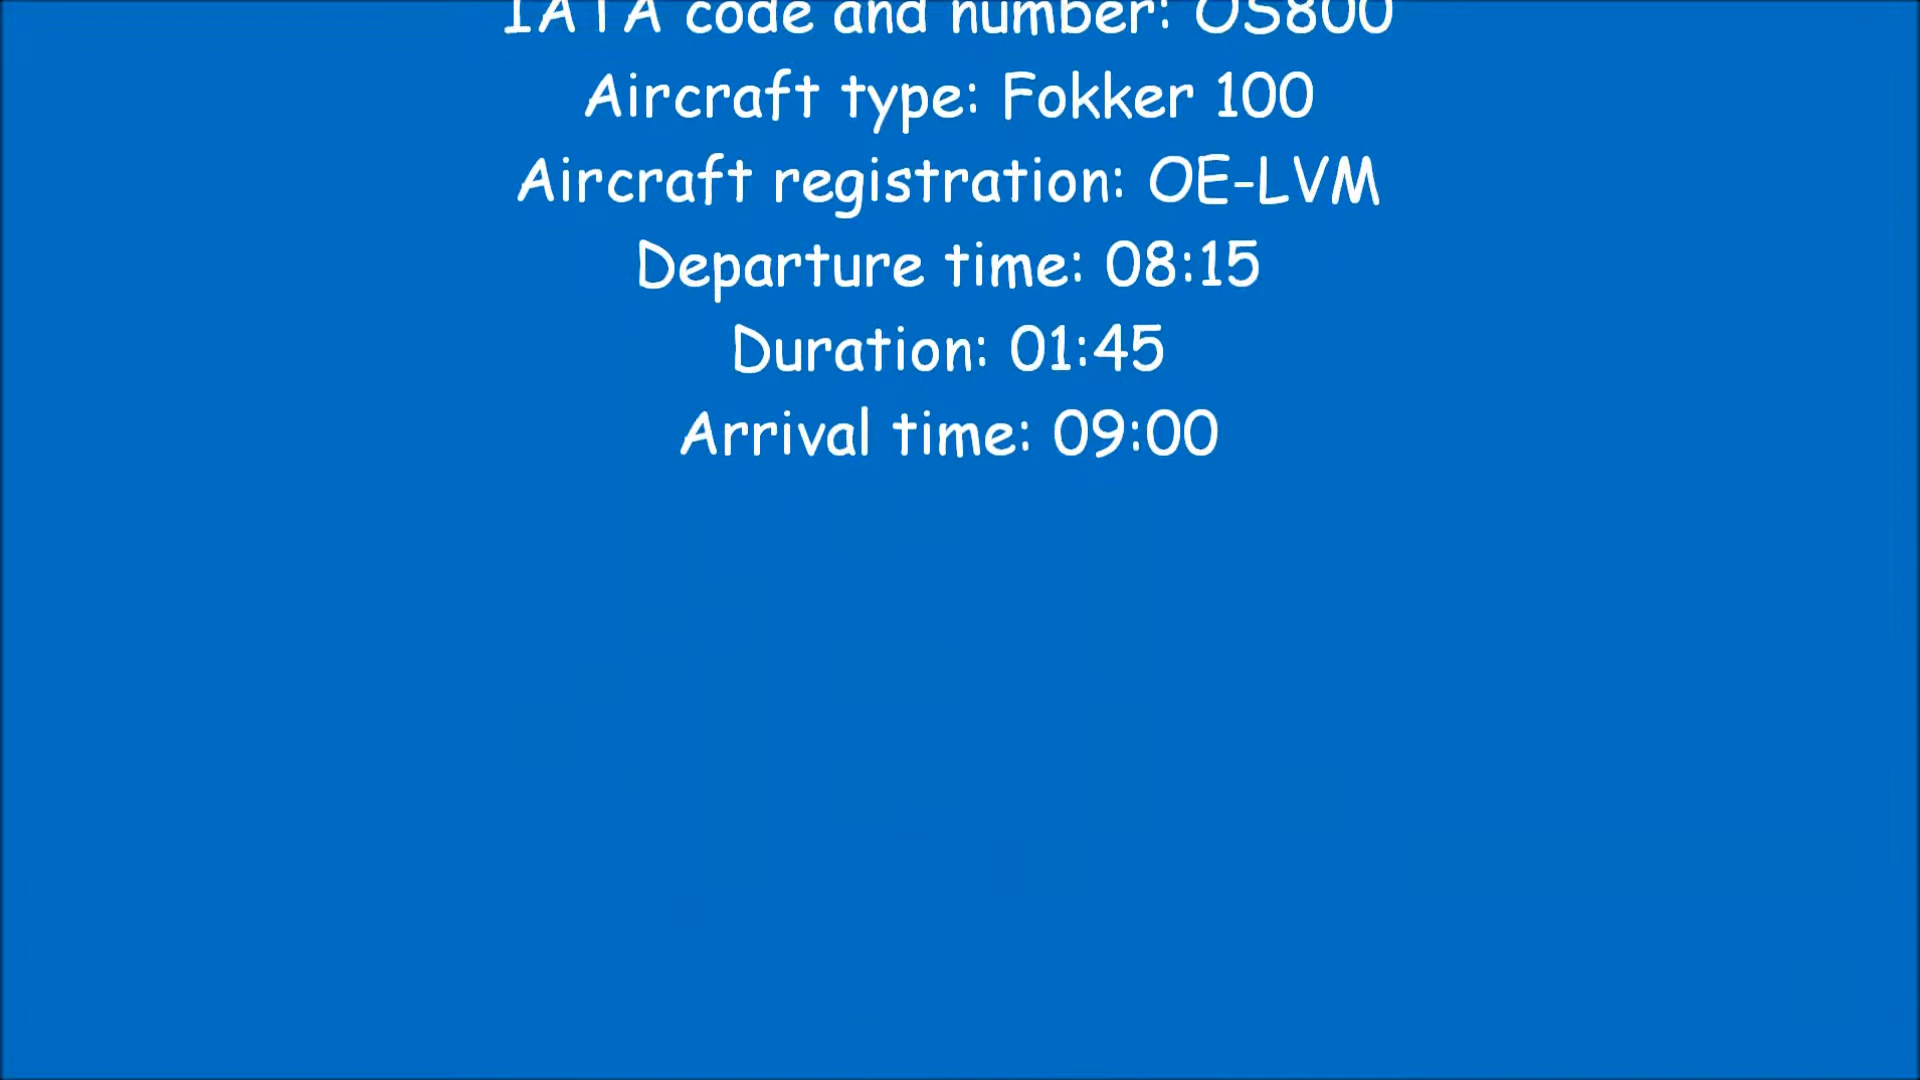 IATA code and number: OS800
Aircraft type: Fokker 100
Aircraft registration: OE-LVM
Departure time: 08:15
Duration: 01:45
Arrival time: 09:00